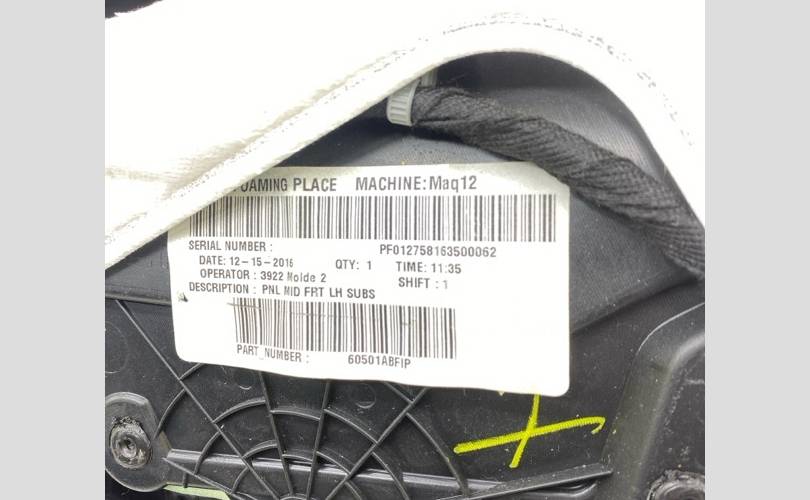 OAMING PLACE MACHINE: Maq12
SERIAL NUMBER : PF012758163500062
DATE: 12-15-2016 QTY: 1 TIME: 11:35
OPERATOR : 3922 Molde 2 SHIFT : 1
DESCRIPTION : PNL MID FRT LH SUBS
PART_NUMBER : 60501ABFIP